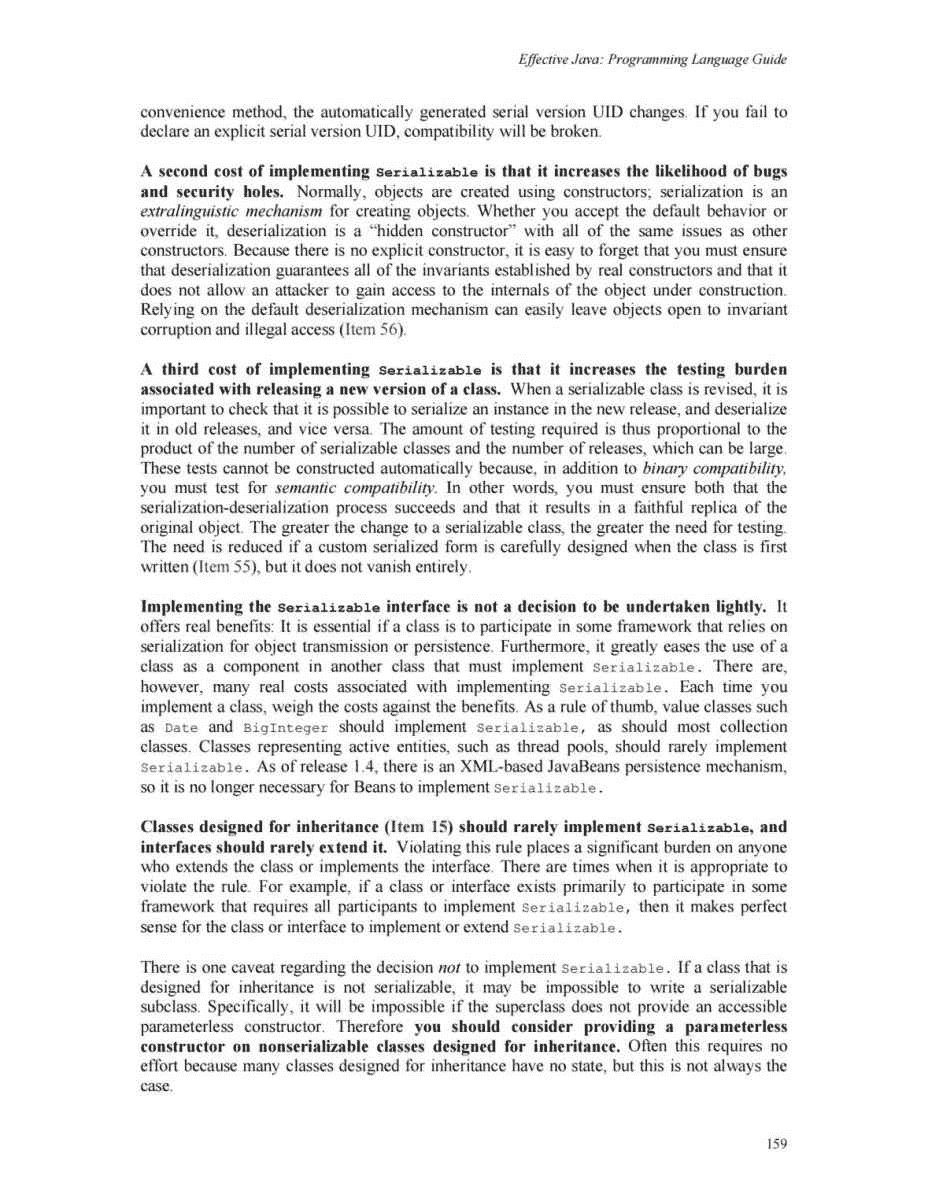 Effective Java: Programming Language Guide
convenience method, the automatically generated serial version UID changes. If you fail to
declare an explicit serial version UID, compatibility will be broken.
A second cost of implementing Serializable is that it increases the likelihood of bugs
and security holes. Normally, objects are created using constructors; serialization is an
extralinguistic mechanism for creating objects. Whether you accept the default behavior or
override it, deserialization is a “hidden constructor” with all of the same issues as other
constructors. Because there is no explicit constructor, it is easy to forget that you must ensure
that deserialization guarantees all of the invariants established by real constructors and that it
does not allow an attacker to gain access to the internals of the object under construction.
Relying on the default deserialization mechanism can easily leave objects open to invariant
corruption and illegal access (Item 56).
A third cost of implementing Serializable is that it increases the testing burden
associated with releasing a new version of a class. When a serializable class is revised, it is
important to check that it is possible to serialize an instance in the new release, and deserialize
it in old releases, and vice versa. The amount of testing required is thus proportional to the
product of the number of serializable classes and the number of releases, which can be large.
These tests cannot be constructed automatically because, in addition to binary compatibility,
you must test for semantic compatibility. In other words, you must ensure both that the
serialization-deserialization process succeeds and that it results in a faithful replica of the
original object. The greater the change to a serializable class, the greater the need for testing.
The need is reduced if a custom serialized form is carefully designed when the class is first
written (Item 55), but it does not vanish entirely.
Implementing the Serializable interface is not a decision to be undertaken lightly. It
offers real benefits: It is essential if a class is to participate in some framework that relies on
serialization for object transmission or persistence. Furthermore, it greatly eases the use of a
class as a component in another class that must implement Serializable. There are,
however, many real costs associated with implementing Serializable. Each time you
implement a class, weigh the costs against the benefits. As a rule of thumb, value classes such
as Date and BigInteger should implement Serializable, as should most collection
classes. Classes representing active entities, such as thread pools, should rarely implement
Serializable. As of release 1.4, there is an XML-based JavaBeans persistence mechanism,
so it is no longer necessary for Beans to implement Serializable.
Classes designed for inheritance (Item 15) should rarely implement Serializable, and
interfaces should rarely extend it. Violating this rule places a significant burden on anyone
who extends the class or implements the interface. There are times when it is appropriate to
violate the rule. For example, if a class or interface exists primarily to participate in some
framework that requires all participants to implement Serializable, then it makes perfect
sense for the class or interface to implement or extend Serializable.
There is one caveat regarding the decision not to implement Serializable. If a class that is
designed for inheritance is not serializable, it may be impossible to write a serializable
subclass. Specifically, it will be impossible if the superclass does not provide an accessible
parameterless constructor. Therefore you should consider providing a parameterless
constructor on nonserializable classes designed for inheritance. Often this requires no
effort because many classes designed for inheritance have no state, but this is not always the
case.
159